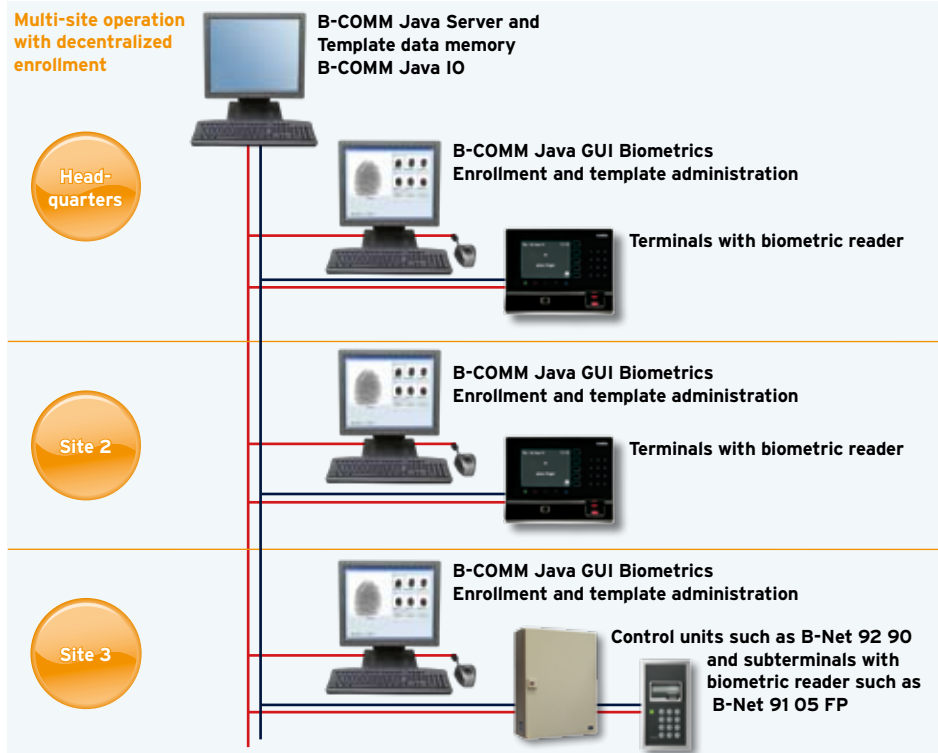 Multi-site operation
with decentralized
enrollment
B-COMM Java Server and
Template data memory
B-COMM Java IO
Head-
quarters
B-COMM Java GUI Biometrics
Enrollment and template administration
Terminals with biometric reader
Site 2
B-COMM Java GUI Biometrics
Enrollment and template administration
Terminals with biometric reader
Site 3
B-COMM Java GUI Biometrics
Enrollment and template administration
Control units such as B-Net 92 90
and subterminals with
biometric reader such as
B-Net 91 05 FP